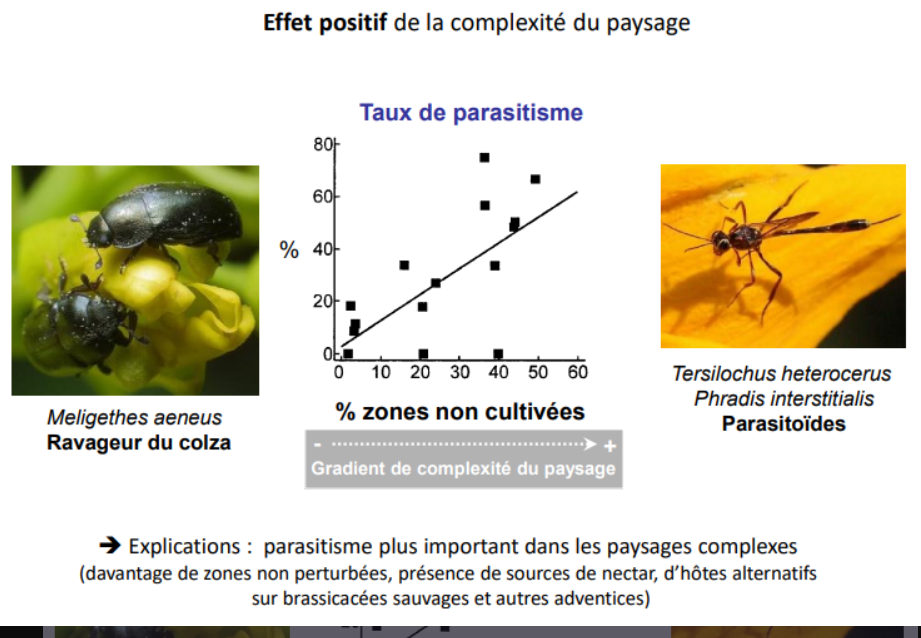 Effet positif de la complexité du paysage
Taux de parasitisme
80
60
%
40
20
0
0 10 20 30 40 50 60
% zones non cultivées
- +
Gradient de complexité du paysage
Meligethes aeneus
Ravageur du colza
Tersilochus heterocerus
Phradis interstitialis
Parasitoïdes
➔ Explications : parasitisme plus important dans les paysages complexes
(davantage de zones non perturbées, présence de sources de nectar, d’hôtes alternatifs
sur brassicacées sauvages et autres adventices)